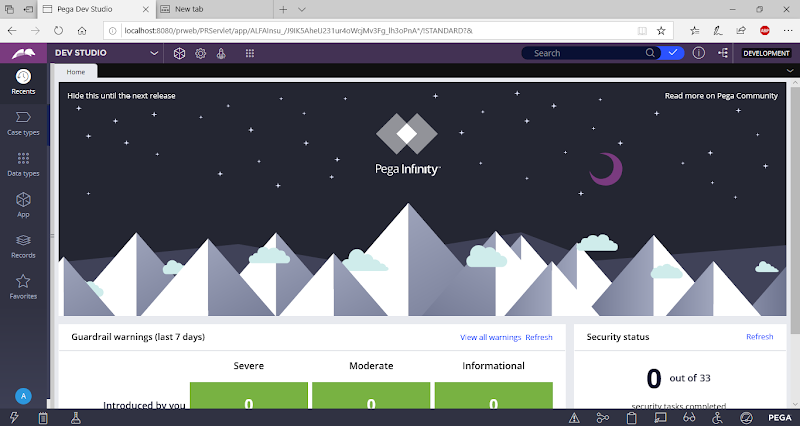 Pega Dev Studio
New tab
localhost:8080/prweb/PRServlet/app/ALFAInsu_/J9IK5AheU231ur4oWcjMv3Fg_lh3oPnA*/!STANDARD?&
ABP
DEV STUDIO
Search
DEVELOPMENT
Home
Recents
Case types
Data types
App
Records
Favorites
A
Hide this until the next release
Read more on Pega Community
Pega Infinity
Guardrail warnings (last 7 days)
View all warnings Refresh
Security status
Refresh
Severe Moderate Informational
0 out of 33
Introduced by you 0 0 0
security tasks completed
PEGA